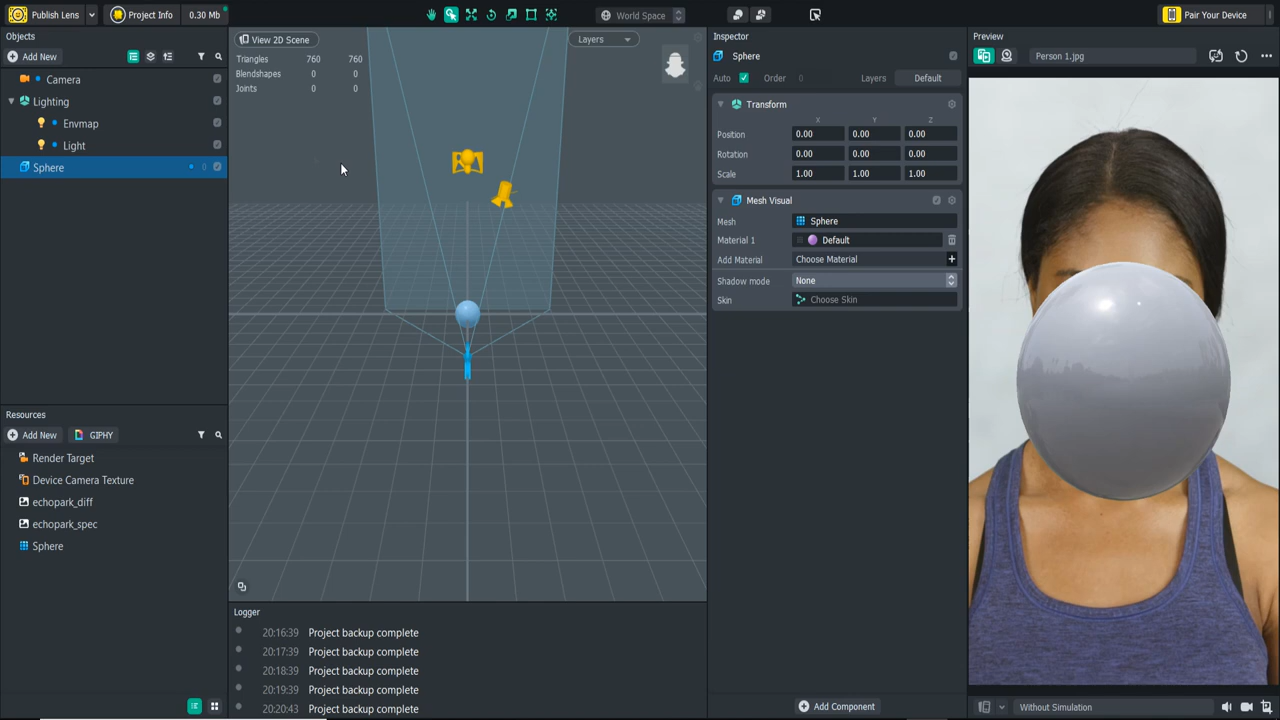 Publish Lens
Project Info
0.30 Mb
World Space
Pair Your Device
Objects
Add New
Camera
Lighting
Envmap
Light
Sphere
0
Resources
Add New
GIPHY
Render Target
Device Camera Texture
echopark_diff
echopark_spec
Sphere
View 2D Scene
Layers
Triangles 760 760
Blendshapes 0 0
Joints 0 0
Logger
20:16:39 Project backup complete
20:17:39 Project backup complete
20:18:39 Project backup complete
20:19:39 Project backup complete
20:20:43 Project backup complete
Inspector
Sphere
Auto Order 0 Layers Default
Transform
X Y Z
Position 0.00 0.00 0.00
Rotation 0.00 0.00 0.00
Scale 1.00 1.00 1.00
Mesh Visual
Mesh Sphere
Material 1 Default
Add Material Choose Material
Shadow mode None
Skin Choose Skin
Add Component
Preview
Person 1.jpg
Without Simulation